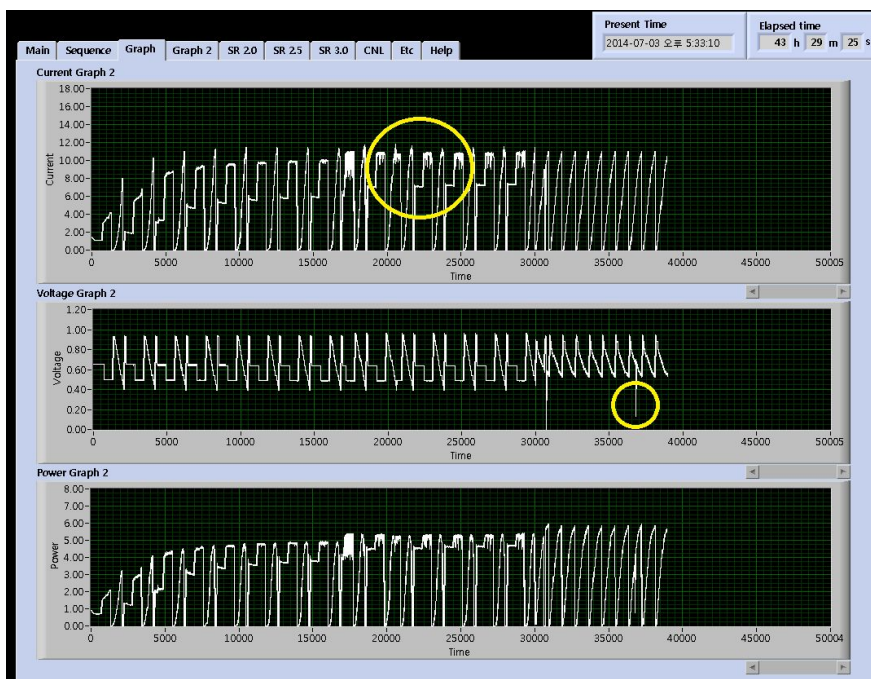 Present Time
2014-07-03 오후 5:33:10
Elapsed time
43 h 29 m 25 s
Main Sequence Graph Graph 2 SR 2.0 SR 2.5 SR 3.0 CNL Etc Help
Current Graph 2
18.00
16.00
14.00
12.00
10.00
8.00
6.00
4.00
2.00
0.00
Current
0 5000 10000 15000 20000 25000 30000 35000 40000 45000 50005
Time
Voltage Graph 2
1.20
1.00
0.80
0.60
0.40
0.20
0.00
Voltage
0 5000 10000 15000 20000 25000 30000 35000 40000 45000 50005
Time
Power Graph 2
8.00
6.00
5.00
4.00
3.00
2.00
1.00
0.00
Power
0 5000 10000 15000 20000 25000 30000 35000 40000 45000 50004
Time